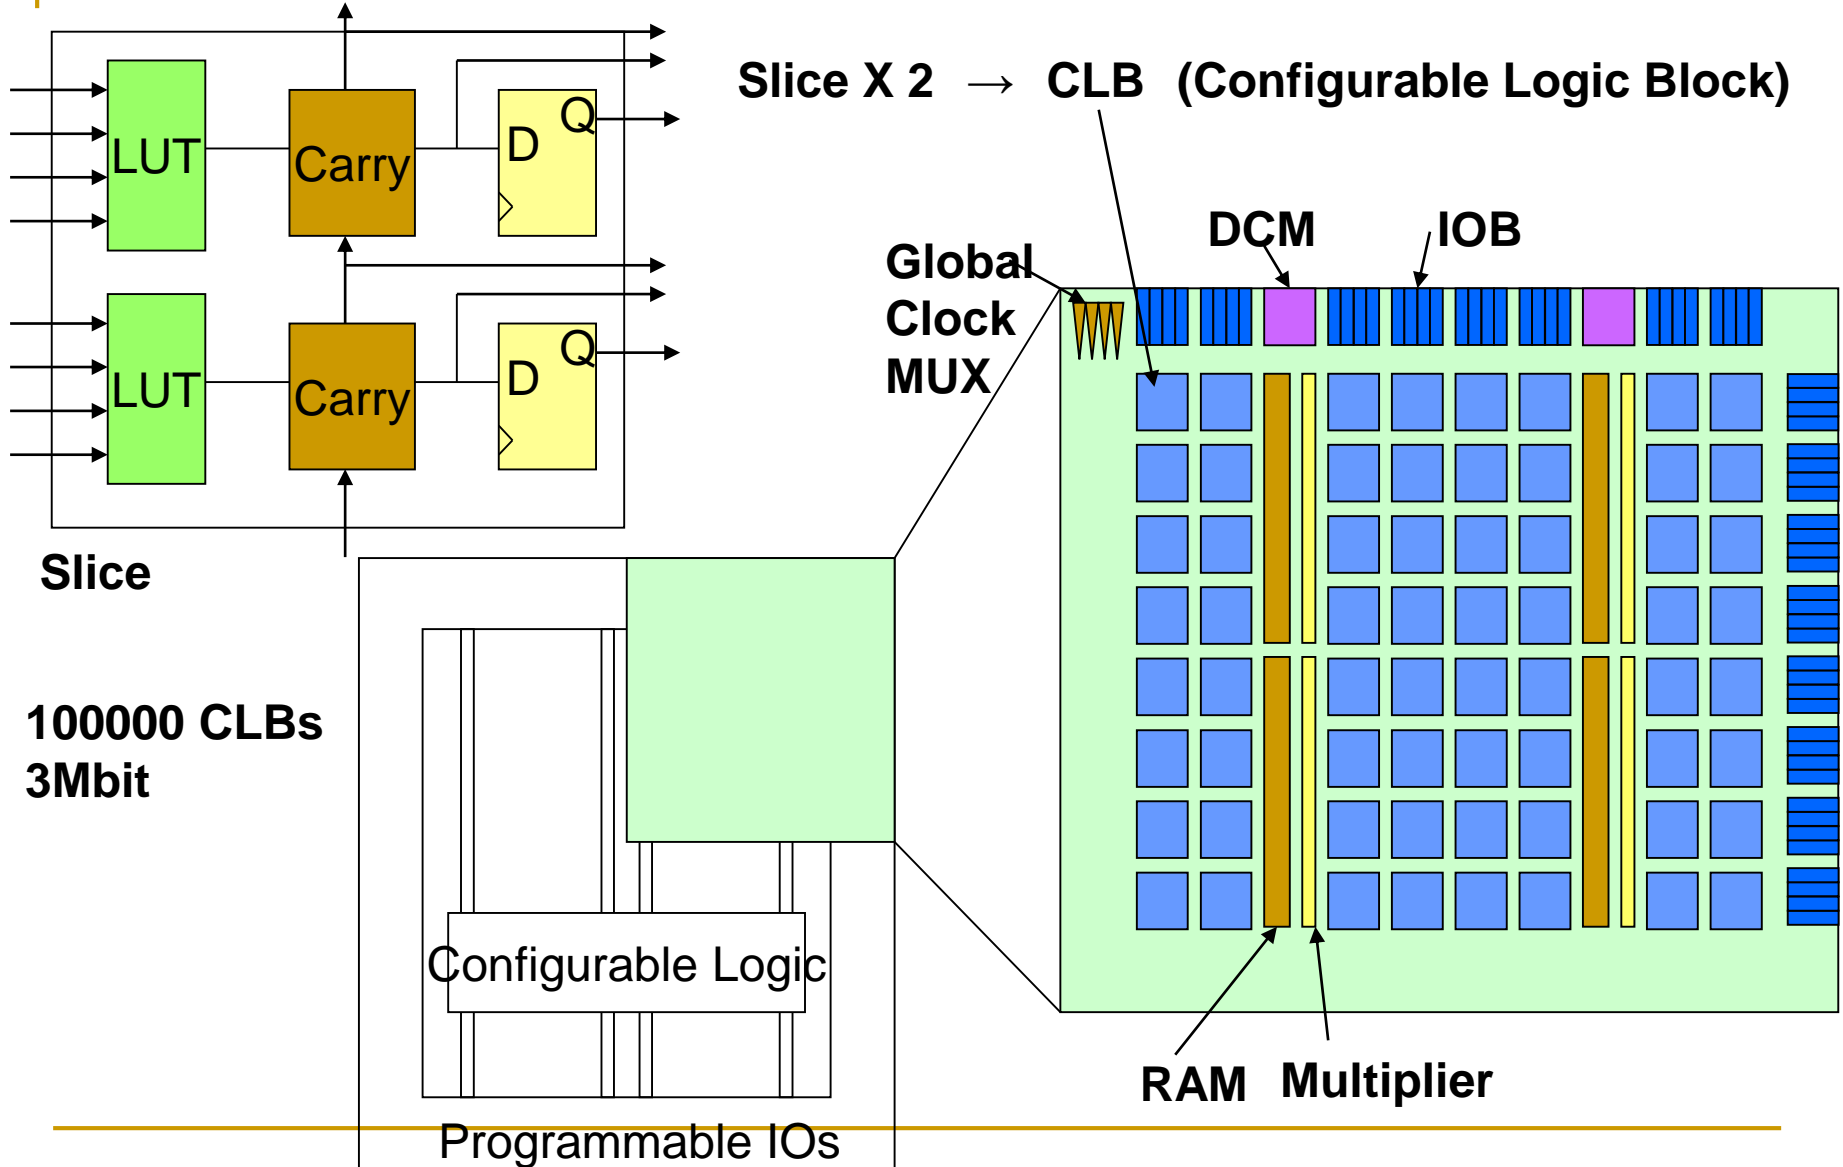 Slice X 2 → CLB (Configurable Logic Block)
LUT
Carry
D
Q
LUT
Carry
D
Q
Slice
DCM
IOB
Global
Clock
MUX
100000 CLBs
3Mbit
Configurable Logic
RAM
Multiplier
Programmable IOs